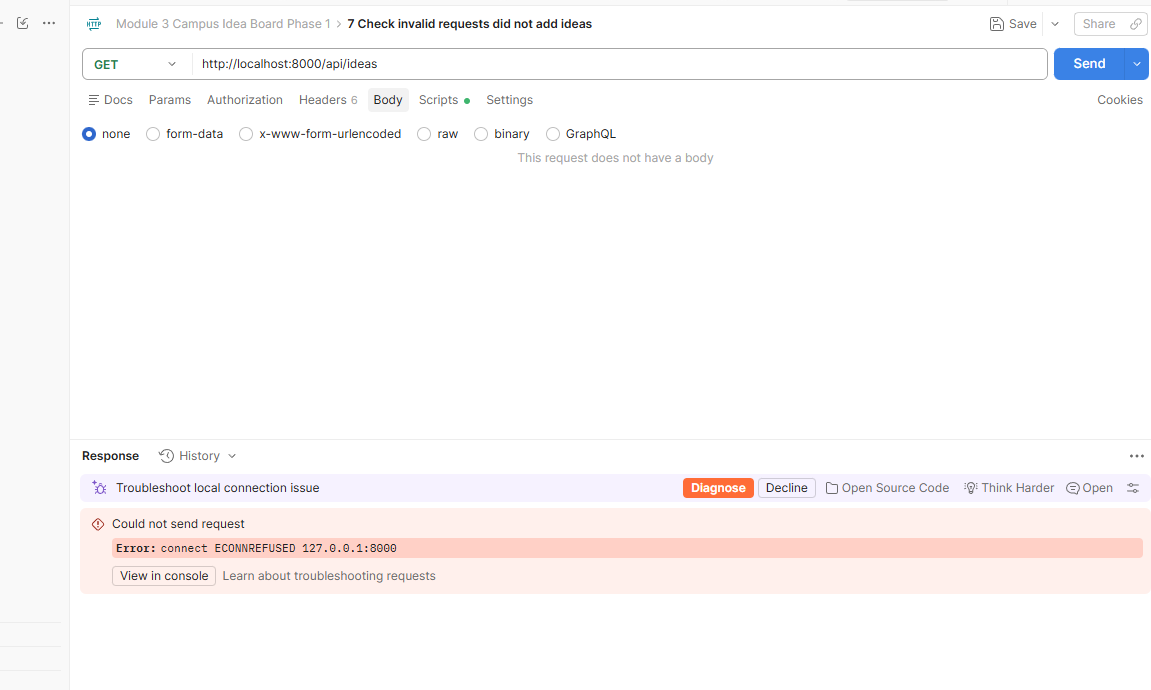 HTTP Module 3 Campus Idea Board Phase 1 > 7 Check invalid requests did not add ideas Save Share
GET http://localhost:8000/api/ideas Send
Docs Params Authorization Headers 6 Body Scripts Settings Cookies
none form-data x-www-form-urlencoded raw binary GraphQL
This request does not have a body
Response History
Troubleshoot local connection issue Diagnose Decline Open Source Code Think Harder Open
Could not send request
Error: connect ECONNREFUSED 127.0.0.1:8000
View in console Learn about troubleshooting requests